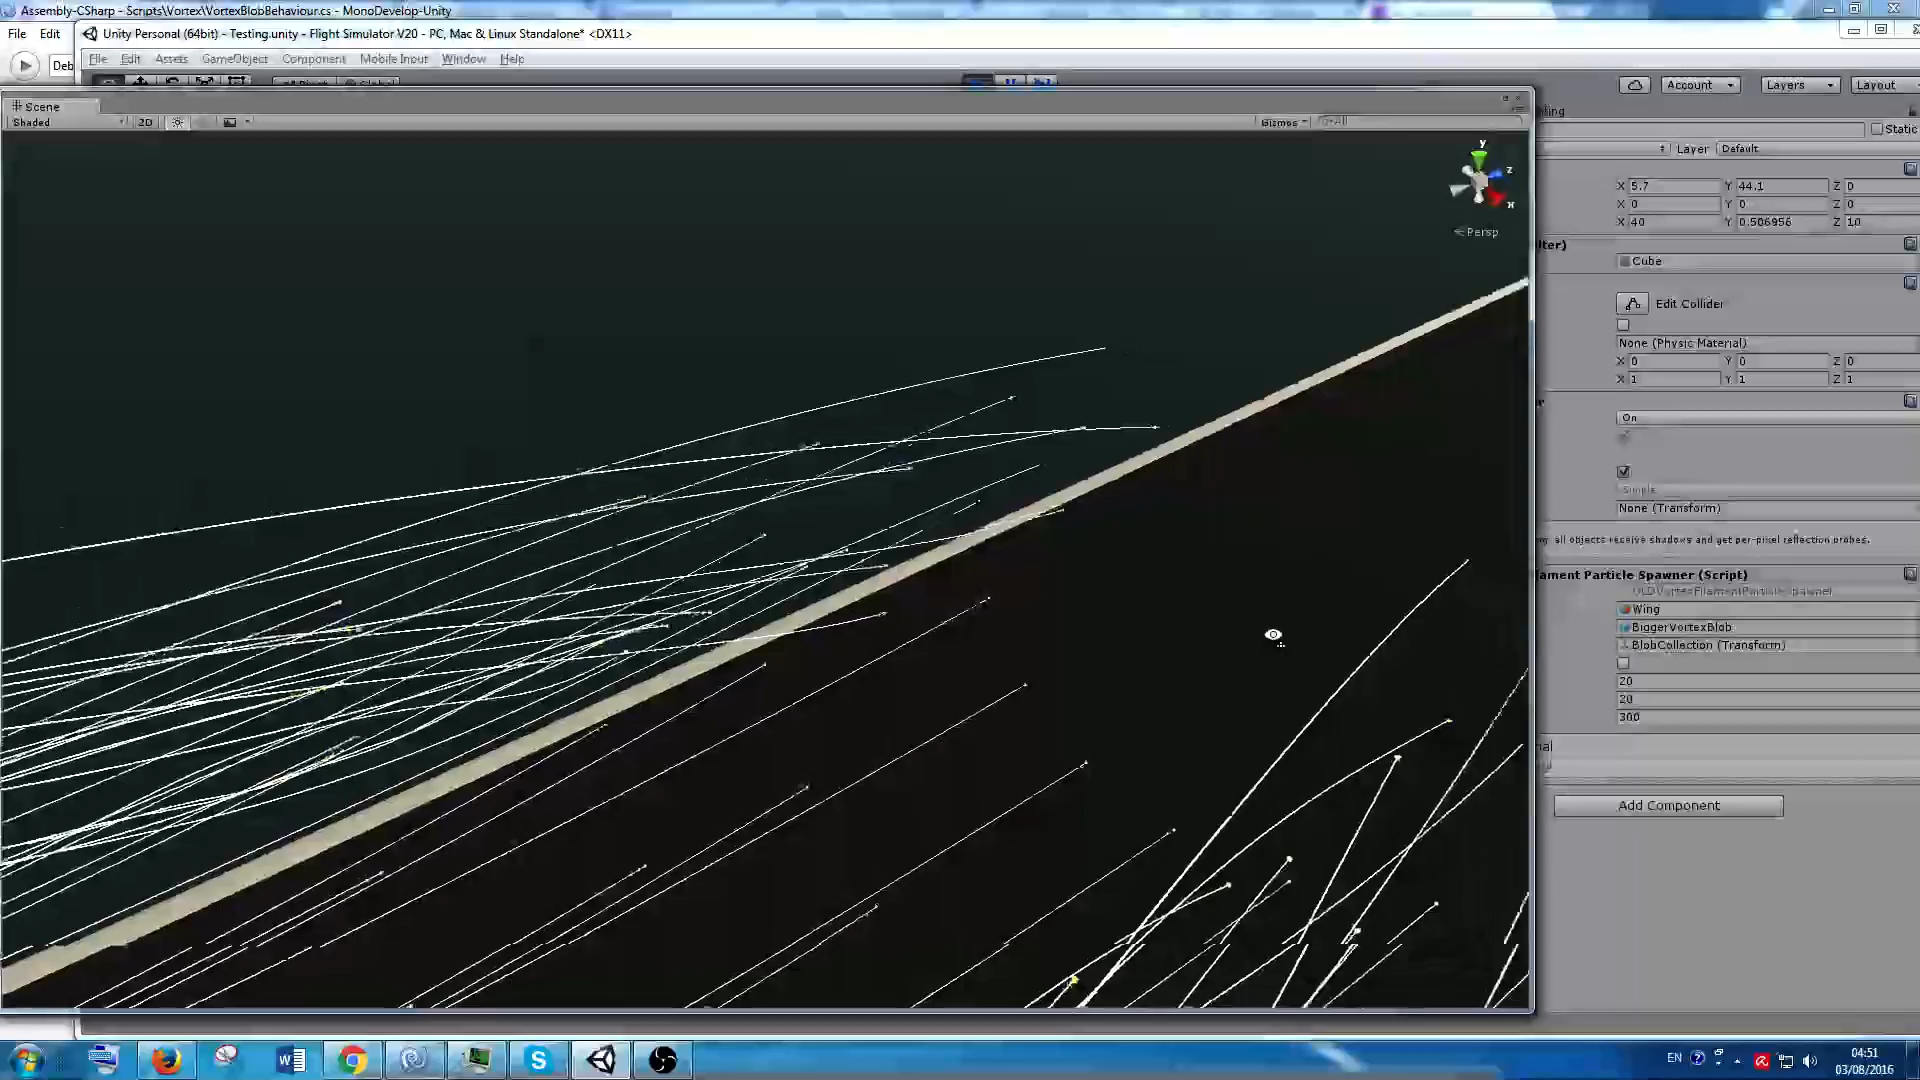 Assembly-CSharp - Scripts\Vortex\VortexBlobBehaviour.cs - MonoDevelop-Unity
File Edit
Unity Personal (64bit) - Testing.unity - Flight Simulator V20 - PC, Mac & Linux Standalone* <DX11>
File Edit Assets GameObject Component Mobile Input Window Help
Deb
Account Layers Layout
Scene
Shaded 2D Gizmos All
Static
Layer Default
y
z
x
Persp
X 5.7 Y 44.1 Z 0
X 0 Y 0 Z 0
X 40 Y 0.506956 Z 10
Cube
Edit Collider
None (Physic Material)
X 0 Y 0 Z 0
X 1 Y 1 Z 1
On
Simple
None (Transform)
all objects receive shadows and get per-pixel reflection probes.
ament Particle Spawner (Script)
OLDVortexFilamentParticleSpawner
Wing
BiggerVortexBlob
BlobCollection (Transform)
20
20
300
Add Component
EN
04:51
03/08/2016